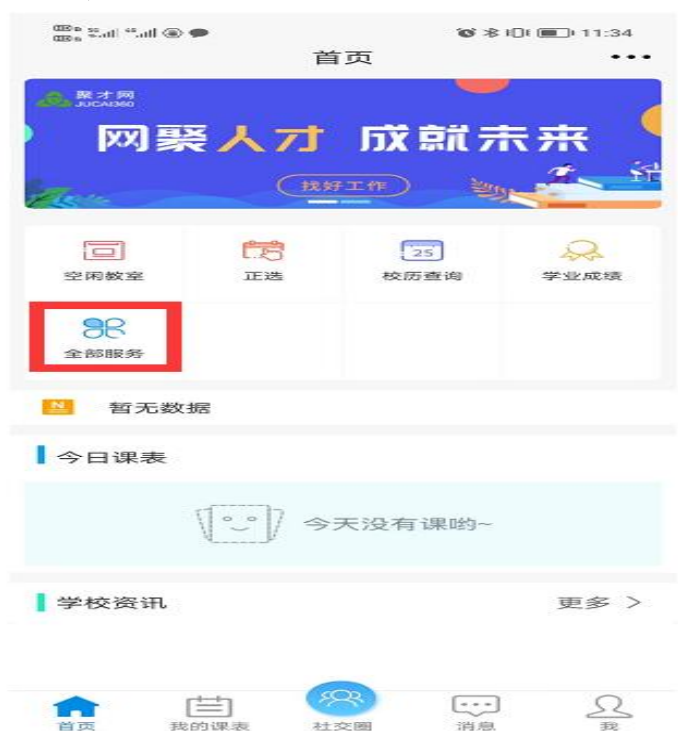 11:34
首页
聚才网
JUCAI360
网聚人才 成就未来
找好工作
空闲教室 正选 校历查询 学业成绩
25
全部服务
N 暂无数据
今日课表
今天没有课哟~
学校资讯 更多 >
首页 我的课表 社交圈 消息 我